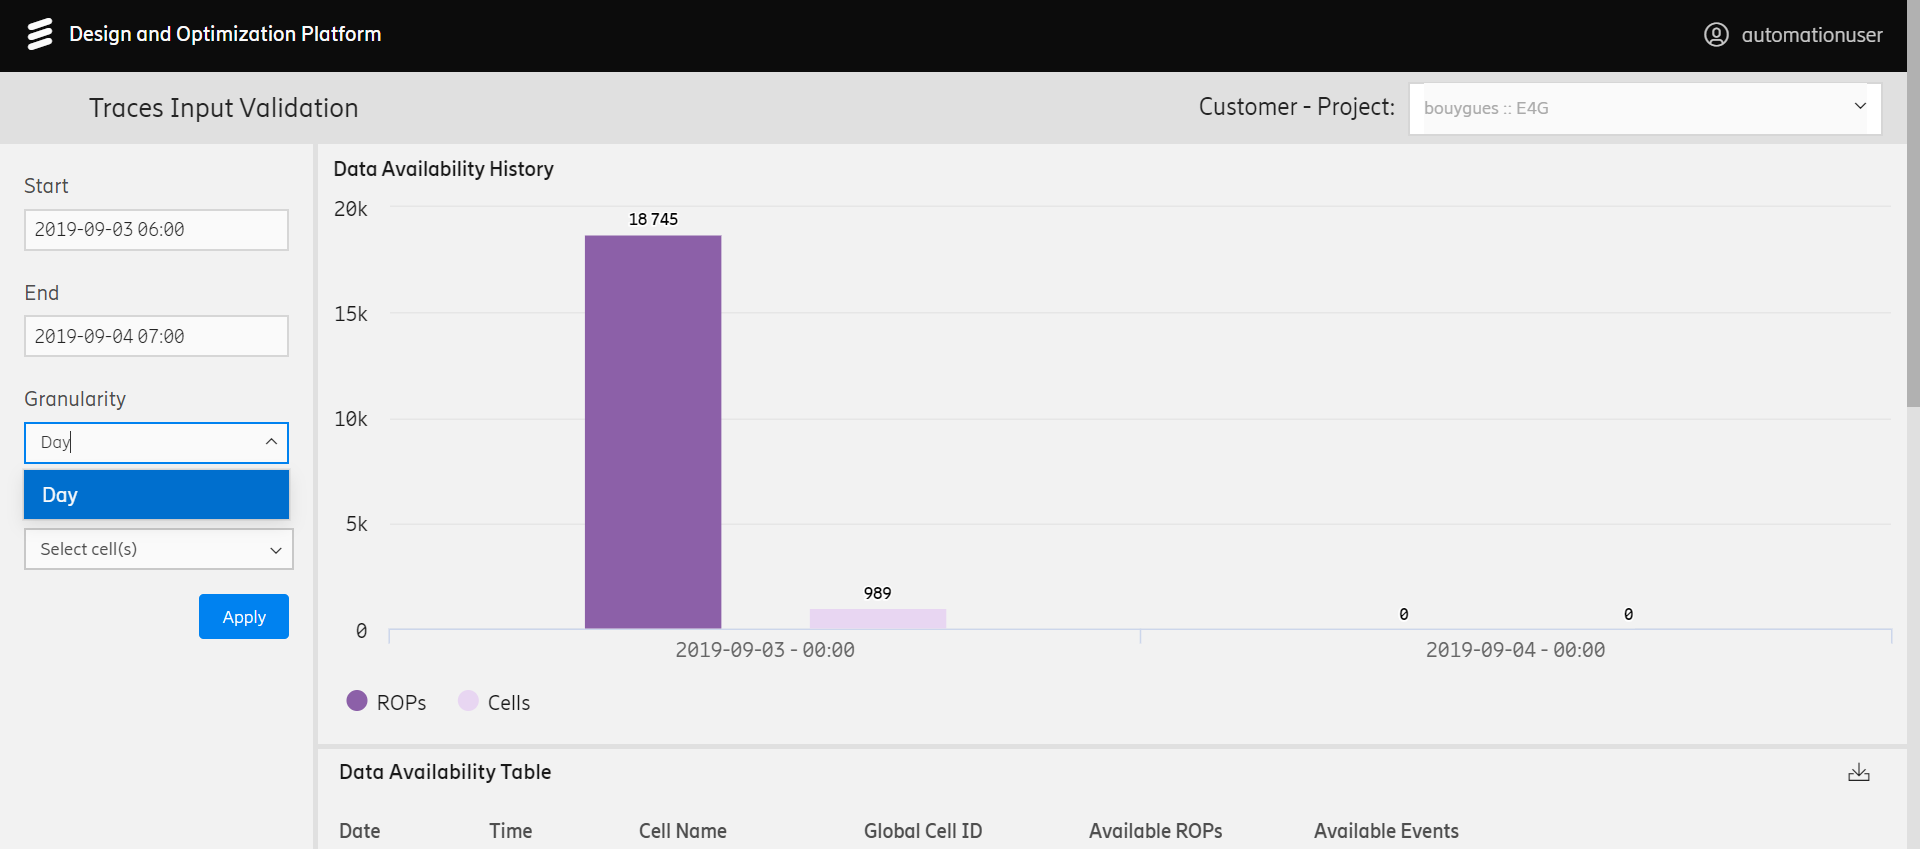 Design and Optimization Platform
automationuser
Traces Input Validation
Customer - Project:
bouygues :: E4G
Start
2019-09-03 06:00
End
2019-09-04 07:00
Granularity
Day
Day
Select cell(s)
Apply
Data Availability History
20k
15k
10k
5k
0
18 745
989
0
0
2019-09-03 - 00:00
2019-09-04 - 00:00
ROPs
Cells
Data Availability Table
Date Time Cell Name Global Cell ID Available ROPs Available Events